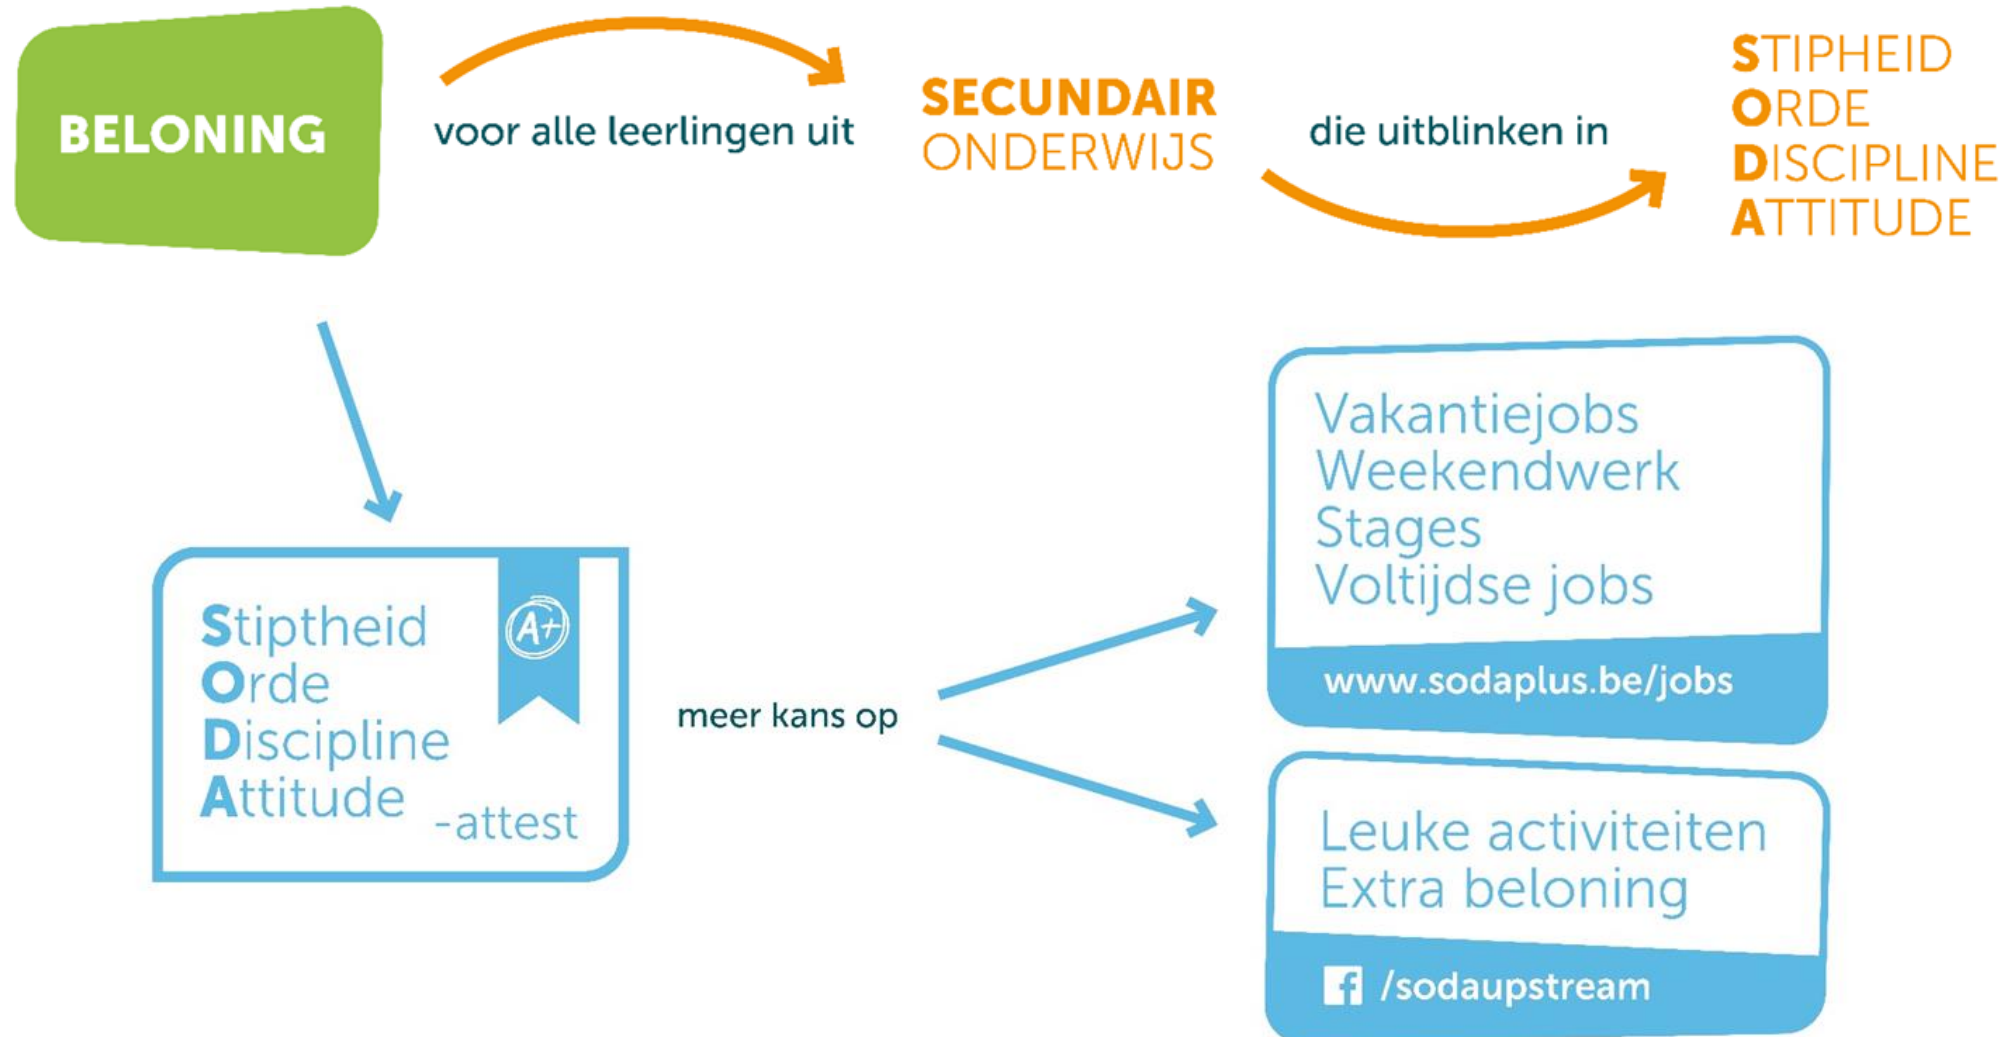 BELONING
voor alle leerlingen uit
SECUNDAIR
ONDERWIJS
die uitblinken in
STIPHEID
ORDE
DISCIPLINE
ATTITUDE
Stiptheid
Orde
Discipline
Attitude
-attest
A+
meer kans op
Vakantiejobs
Weekendwerk
Stages
Voltijdse jobs
www.sodaplus.be/jobs
Leuke activiteiten
Extra beloning
f /sodaupstream